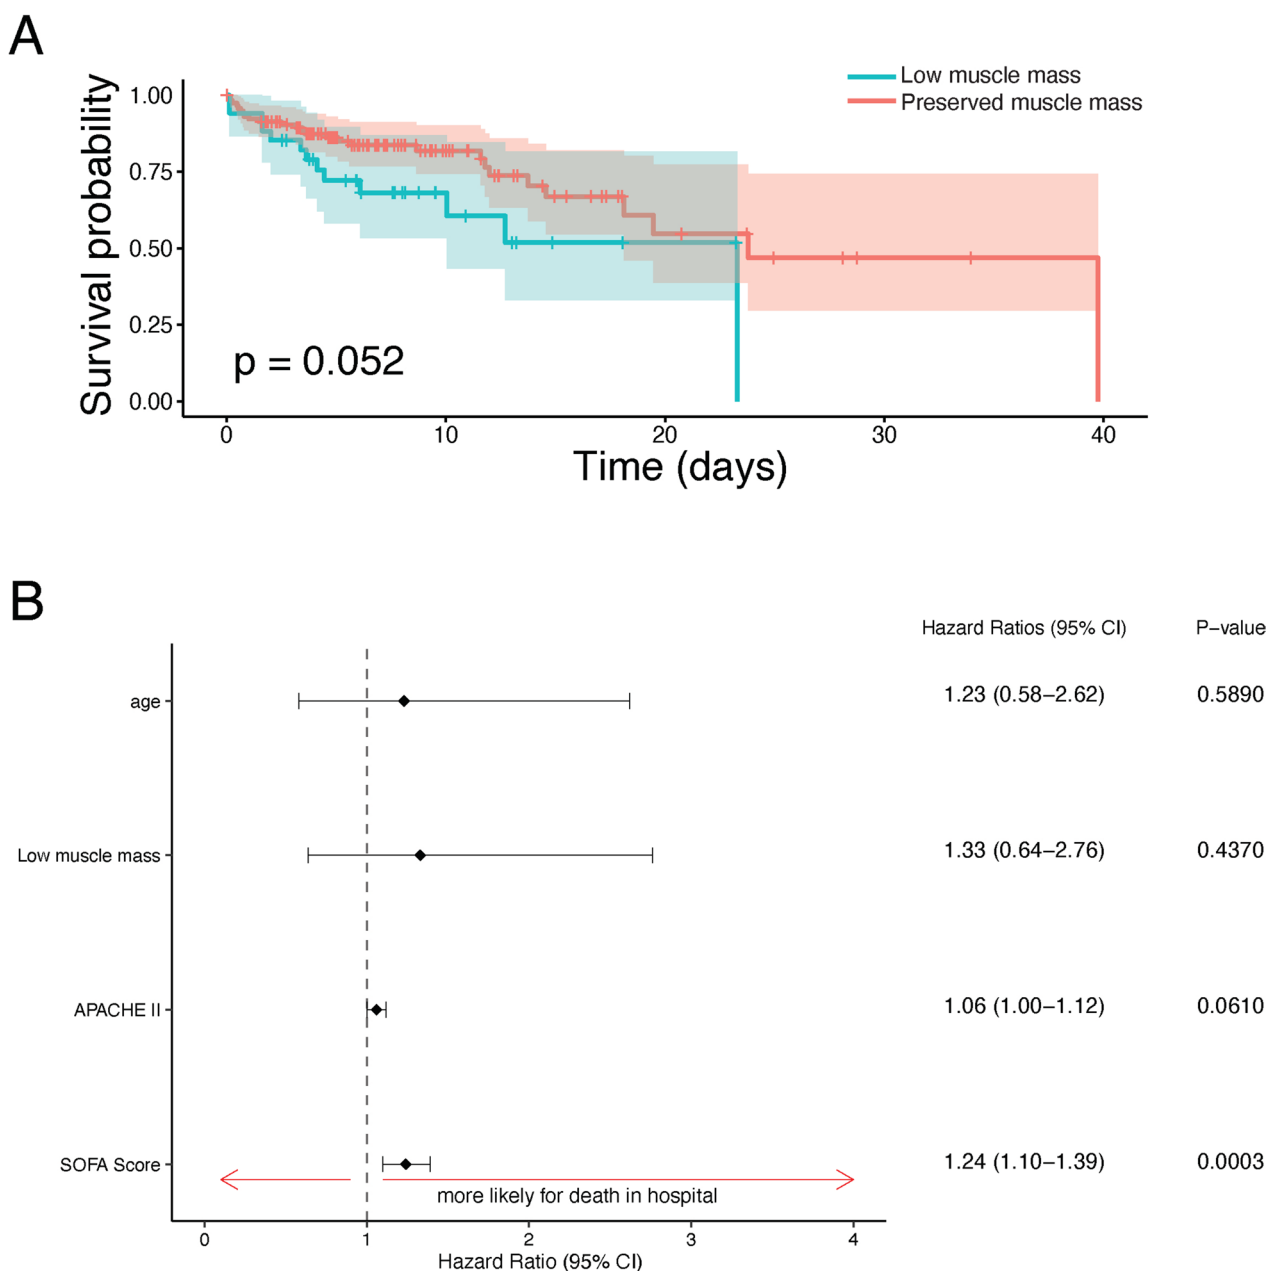 A
Survival probability
1.00
0.75
0.50
0.25
0.00
Low muscle mass
Preserved muscle mass
p = 0.052
0 10 20 30 40
Time (days)
B
Hazard Ratios (95% CI) P–value
age 1.23 (0.58–2.62) 0.5890
Low muscle mass 1.33 (0.64–2.76) 0.4370
APACHE II 1.06 (1.00–1.12) 0.0610
SOFA Score 1.24 (1.10–1.39) 0.0003
more likely for death in hospital
0 1 2 3 4
Hazard Ratio (95% CI)